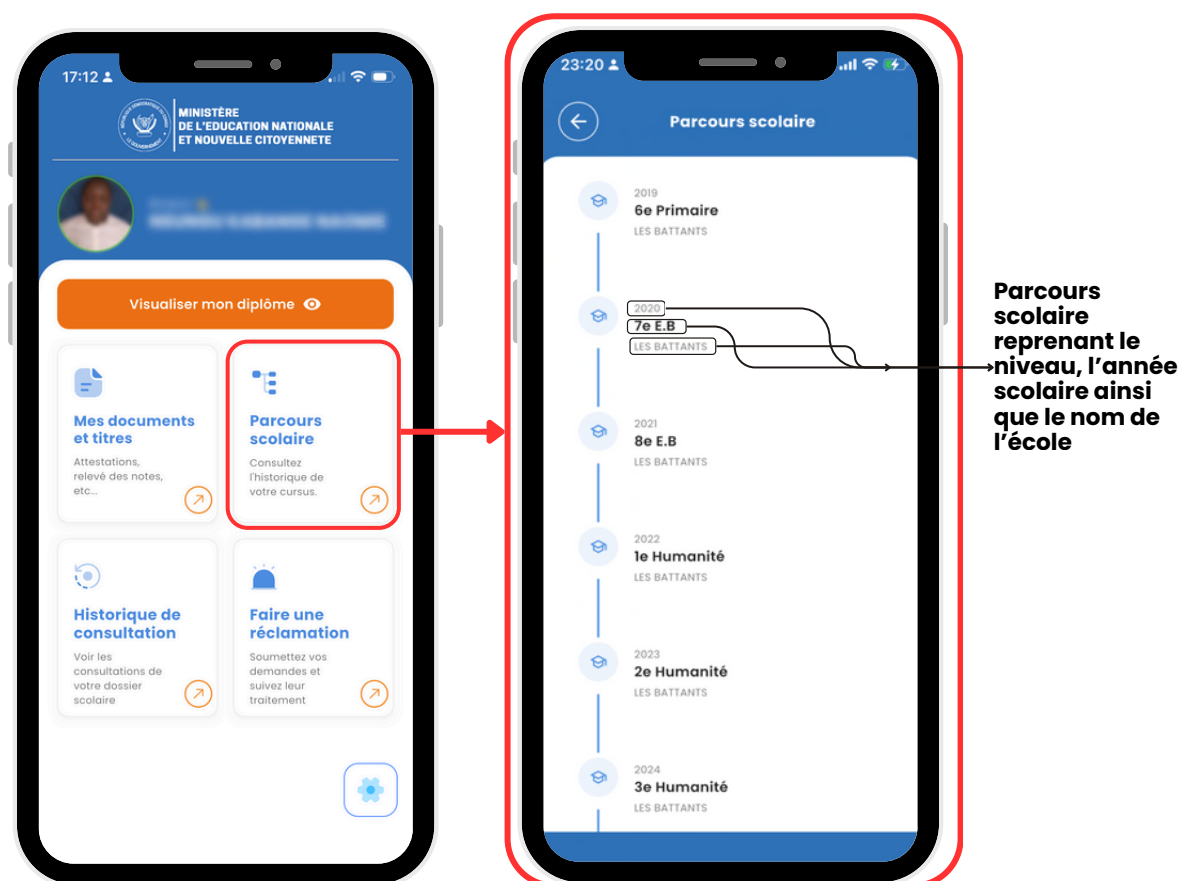 17:12
MINISTÈRE
DE L'EDUCATION NATIONALE
ET NOUVELLE CITOYENNETE
Visualiser mon diplôme
Mes documents
et titres
Attestations,
relevé des notes,
etc...
Parcours
scolaire
Consultez
l'historique de
votre cursus.
Historique de
consultation
Voir les
consultations de
votre dossier
scolaire
Faire une
réclamation
Soumettez vos
demandes et
suivez leur
traitement
23:20
Parcours scolaire
2019
6e Primaire
LES BATTANTS
2020
7e E.B
LES BATTANTS
2021
8e E.B
LES BATTANTS
2022
1e Humanité
LES BATTANTS
2023
2e Humanité
LES BATTANTS
2024
3e Humanité
LES BATTANTS
Parcours
scolaire
reprenant le
niveau, l'année
scolaire ainsi
que le nom de
l'école